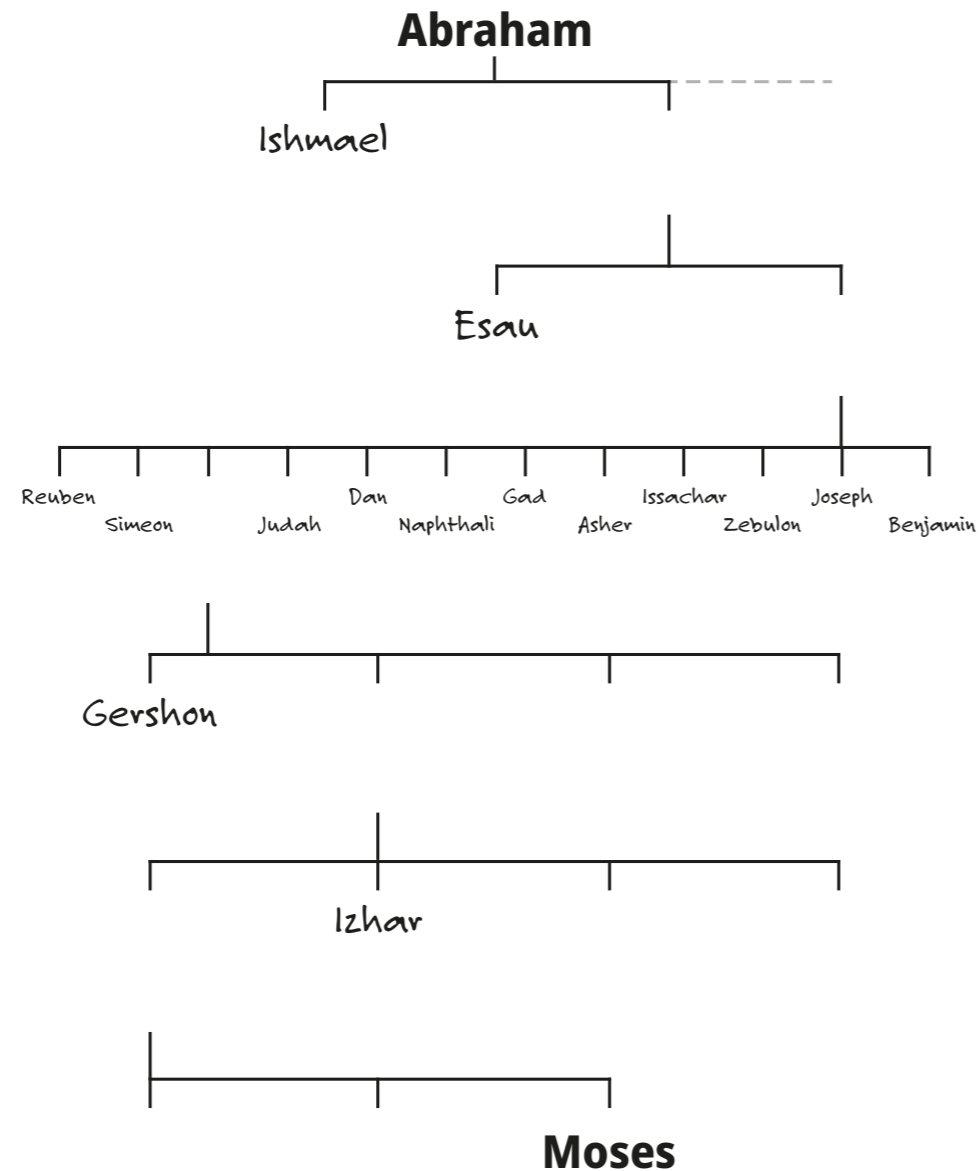 Abraham
Ishmael
Esau
Reuben Dan Gad Issachar Joseph
Simeon Judah Naphthali Asher Zebulon Benjamin
Gershon
Izhar
Moses